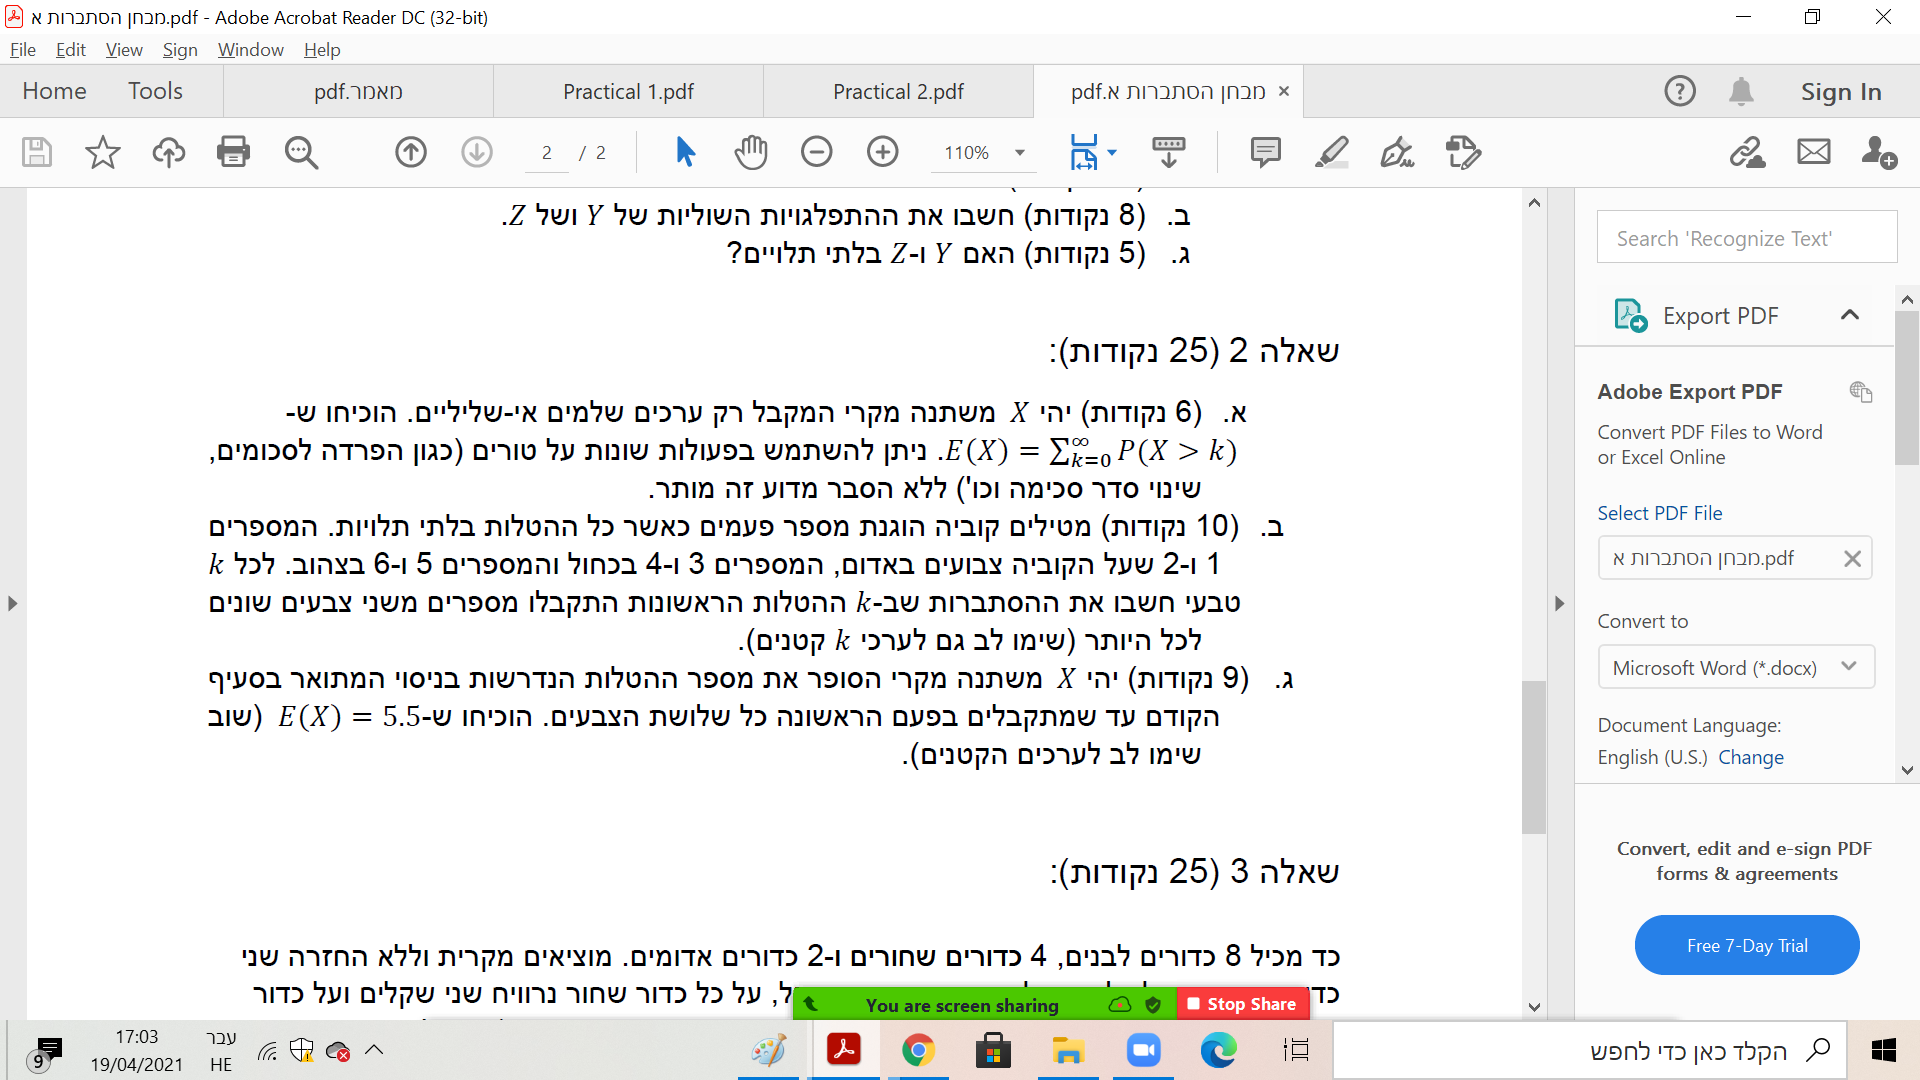 מבחן הסתברות א.pdf - Adobe Acrobat Reader DC (32-bit)
File Edit View Sign Window Help
Home Tools מאמר.pdf Practical 1.pdf Practical 2.pdf מבחן הסתברות א.pdf × Sign In
2 / 2 110%
ב. (8 נקודות) חשבו את ההתפלגויות השוליות של Y ושל Z.
ג. (5 נקודות) האם Y ו-Z בלתי תלויים?
שאלה 2 (25 נקודות):
א. (6 נקודות) יהי X משתנה מקרי המקבל רק ערכים שלמים אי-שליליים. הוכיחו ש-
E(X) = ∑_{k=0}^{∞} P(X > k). ניתן להשתמש בפעולות שונות על טורים (כגון הפרדה לסכומים,
שינוי סדר סכימה וכו') ללא הסבר מדוע זה מותר.
ב. (10 נקודות) מטילים קוביה הוגנת מספר פעמים כאשר כל ההטלות בלתי תלויות. המספרים
1 ו-2 שעל הקוביה צבועים באדום, המספרים 3 ו-4 בכחול והמספרים 5 ו-6 בצהוב. לכל k
טבעי חשבו את ההסתברות שב-k ההטלות הראשונות התקבלו מספרים משני צבעים שונים
לכל היותר (שימו לב גם לערכי k קטנים).
ג. (9 נקודות) יהי X משתנה מקרי הסופר את מספר ההטלות הנדרשות בניסוי המתואר בסעיף
הקודם עד שמתקבלים בפעם הראשונה כל שלושת הצבעים. הוכיחו ש-E(X) = 5.5 (שוב
שימו לב לערכים הקטנים).
שאלה 3 (25 נקודות):
כד מכיל 8 כדורים לבנים, 4 כדורים שחורים ו-2 כדורים אדומים. מוציאים מקרית וללא החזרה שני
על כל כדור שחור נרוויח שני שקלים ועל כדור
Search 'Recognize Text'
Export PDF
Adobe Export PDF
Convert PDF Files to Word
or Excel Online
Select PDF File
מבחן הסתברות א.pdf
Convert to
Microsoft Word (*.docx)
Document Language:
English (U.S.) Change
Convert, edit and e-sign PDF
forms & agreements
Free 7-Day Trial
You are screen sharing Stop Share
9 17:03 עבר
19/04/2021 HE
הקלד כאן כדי לחפש